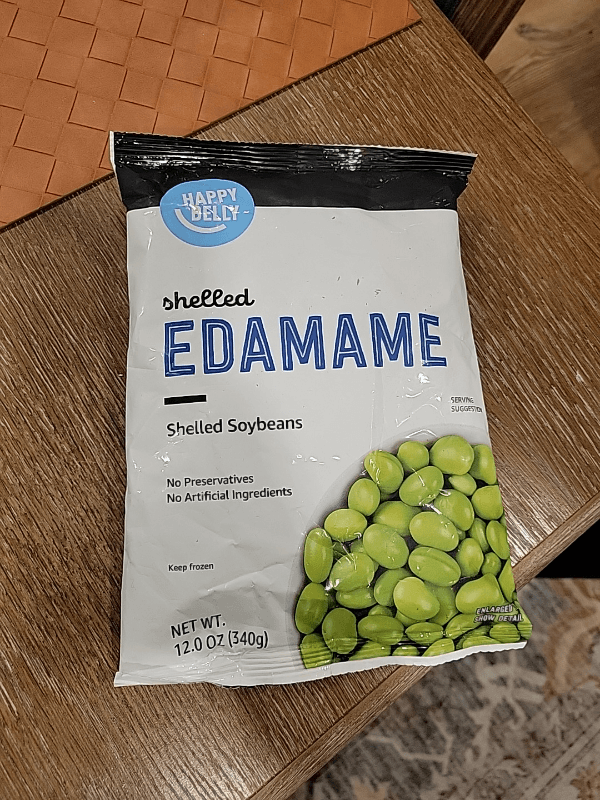 HAPPY
BELLY
shelled
EDAMAME
SERVING
SUGGESTION
Shelled Soybeans
No Preservatives
No Artificial Ingredients
Keep frozen
ENLARGED
SHOW DETAIL
NET WT.
12.0 OZ (340g)